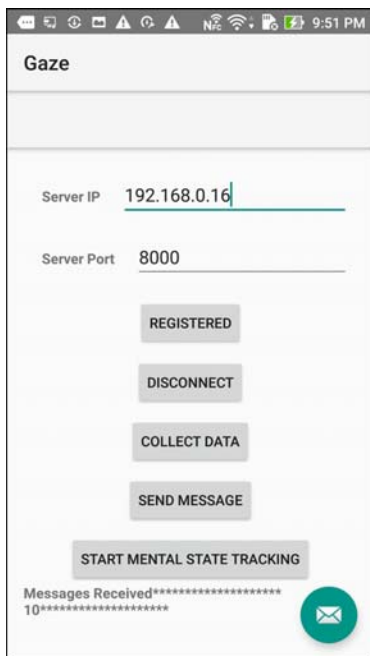 NFC 9:51 PM
Gaze
Server IP 192.168.0.16
Server Port 8000
REGISTERED
DISCONNECT
COLLECT DATA
SEND MESSAGE
START MENTAL STATE TRACKING
Messages Received********************
10********************